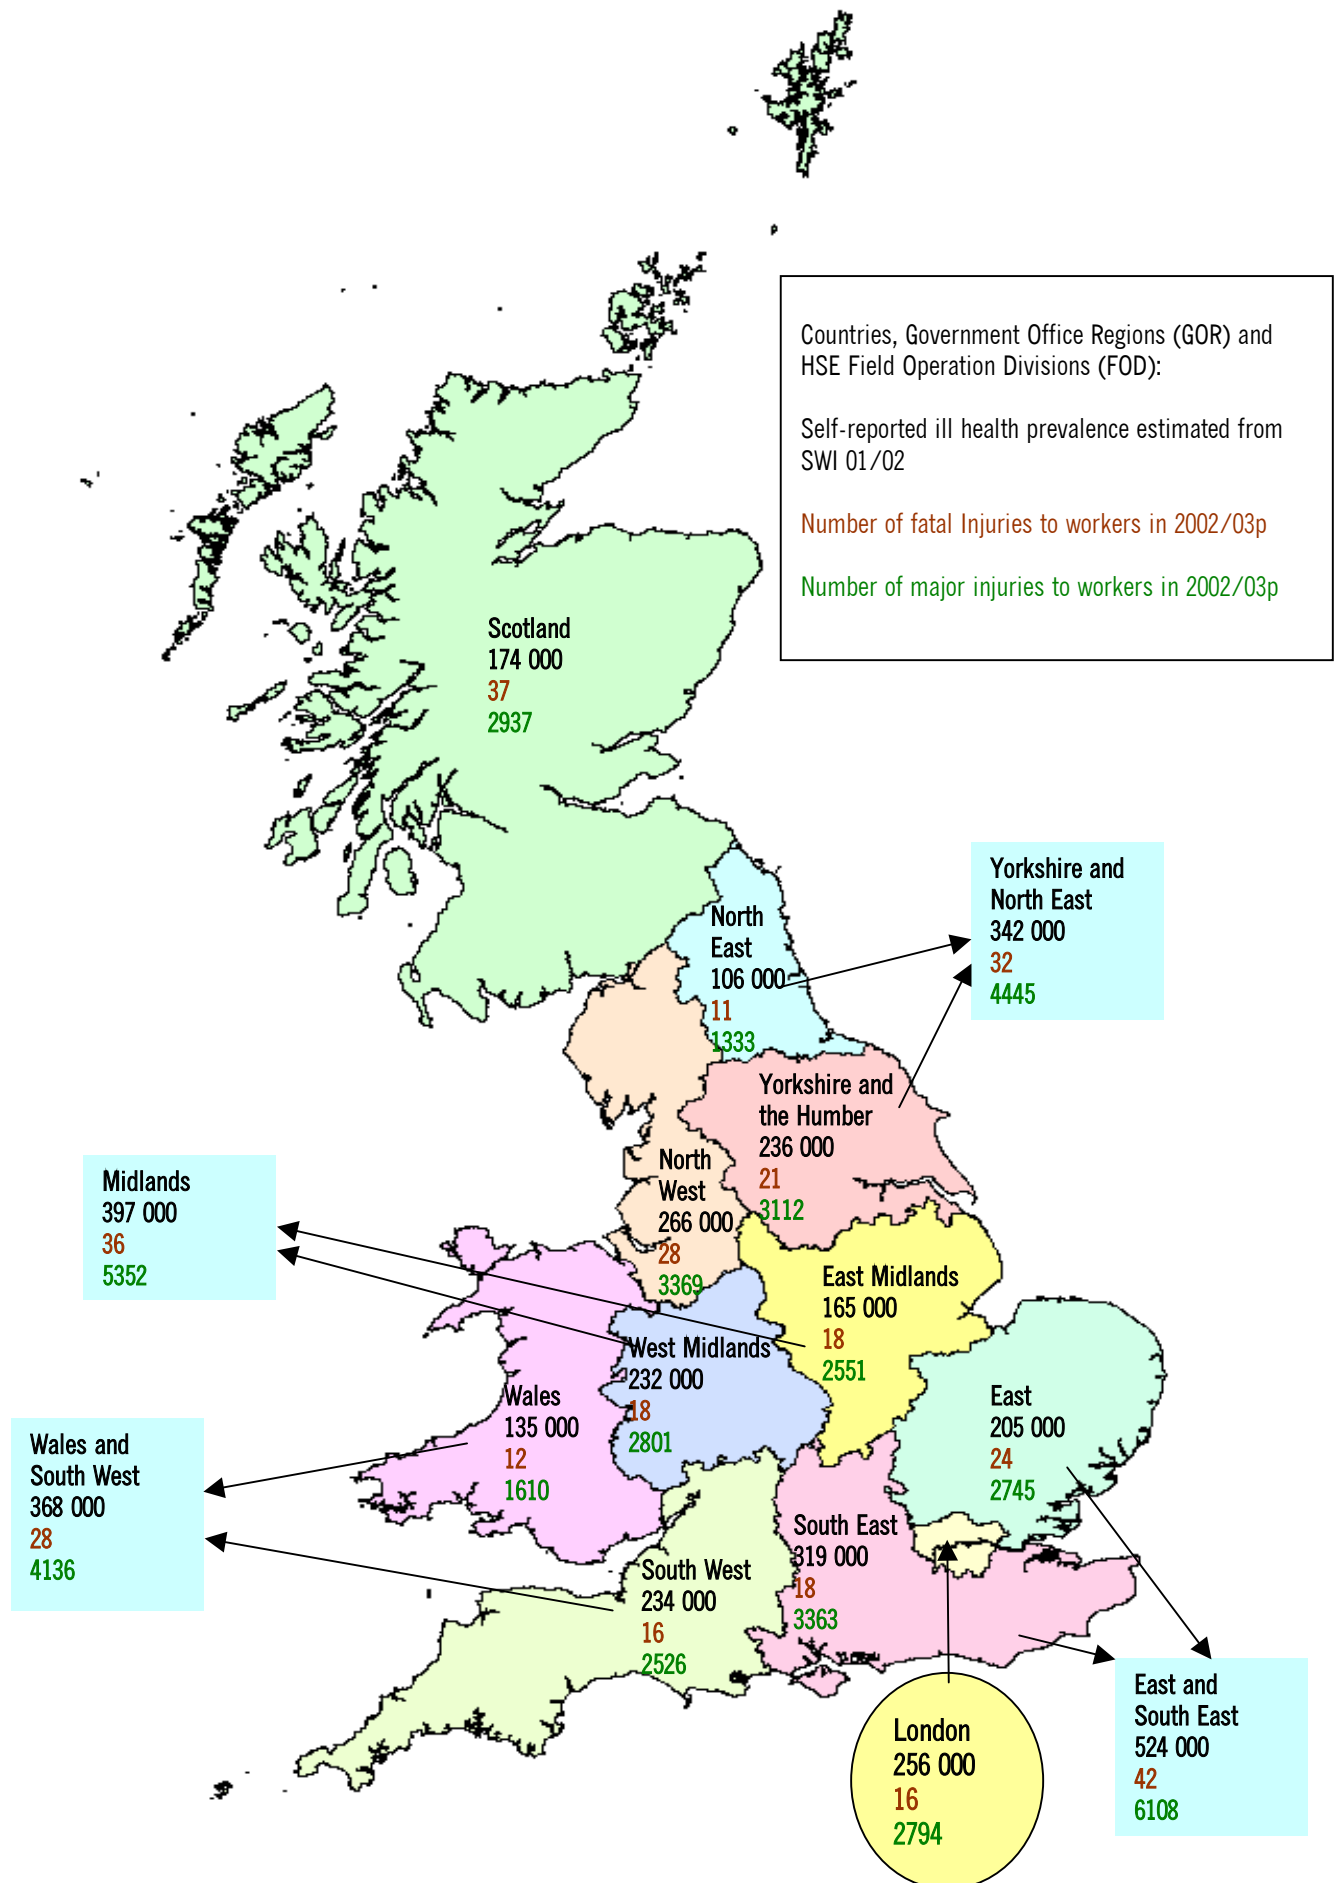 Countries, Government Office Regions (GOR) and
HSE Field Operation Divisions (FOD):
Self-reported ill health prevalence estimated from
SWI 01/02
Number of fatal Injuries to workers in 2002/03p
Number of major injuries to workers in 2002/03p
Scotland
174 000
37
2937
Yorkshire and
North East
342 000
32
4445
North
East
106 000
11
1333
Yorkshire and
the Humber
236 000
21
3112
North
West
266 000
28
3369
Midlands
397 000
36
5352
East Midlands
165 000
18
2551
West Midlands
232 000
18
2801
Wales
135 000
12
1610
East
205 000
24
2745
Wales and
South West
368 000
28
4136
South East
319 000
18
3363
South West
234 000
16
2526
London
256 000
16
2794
East and
South East
524 000
42
6108